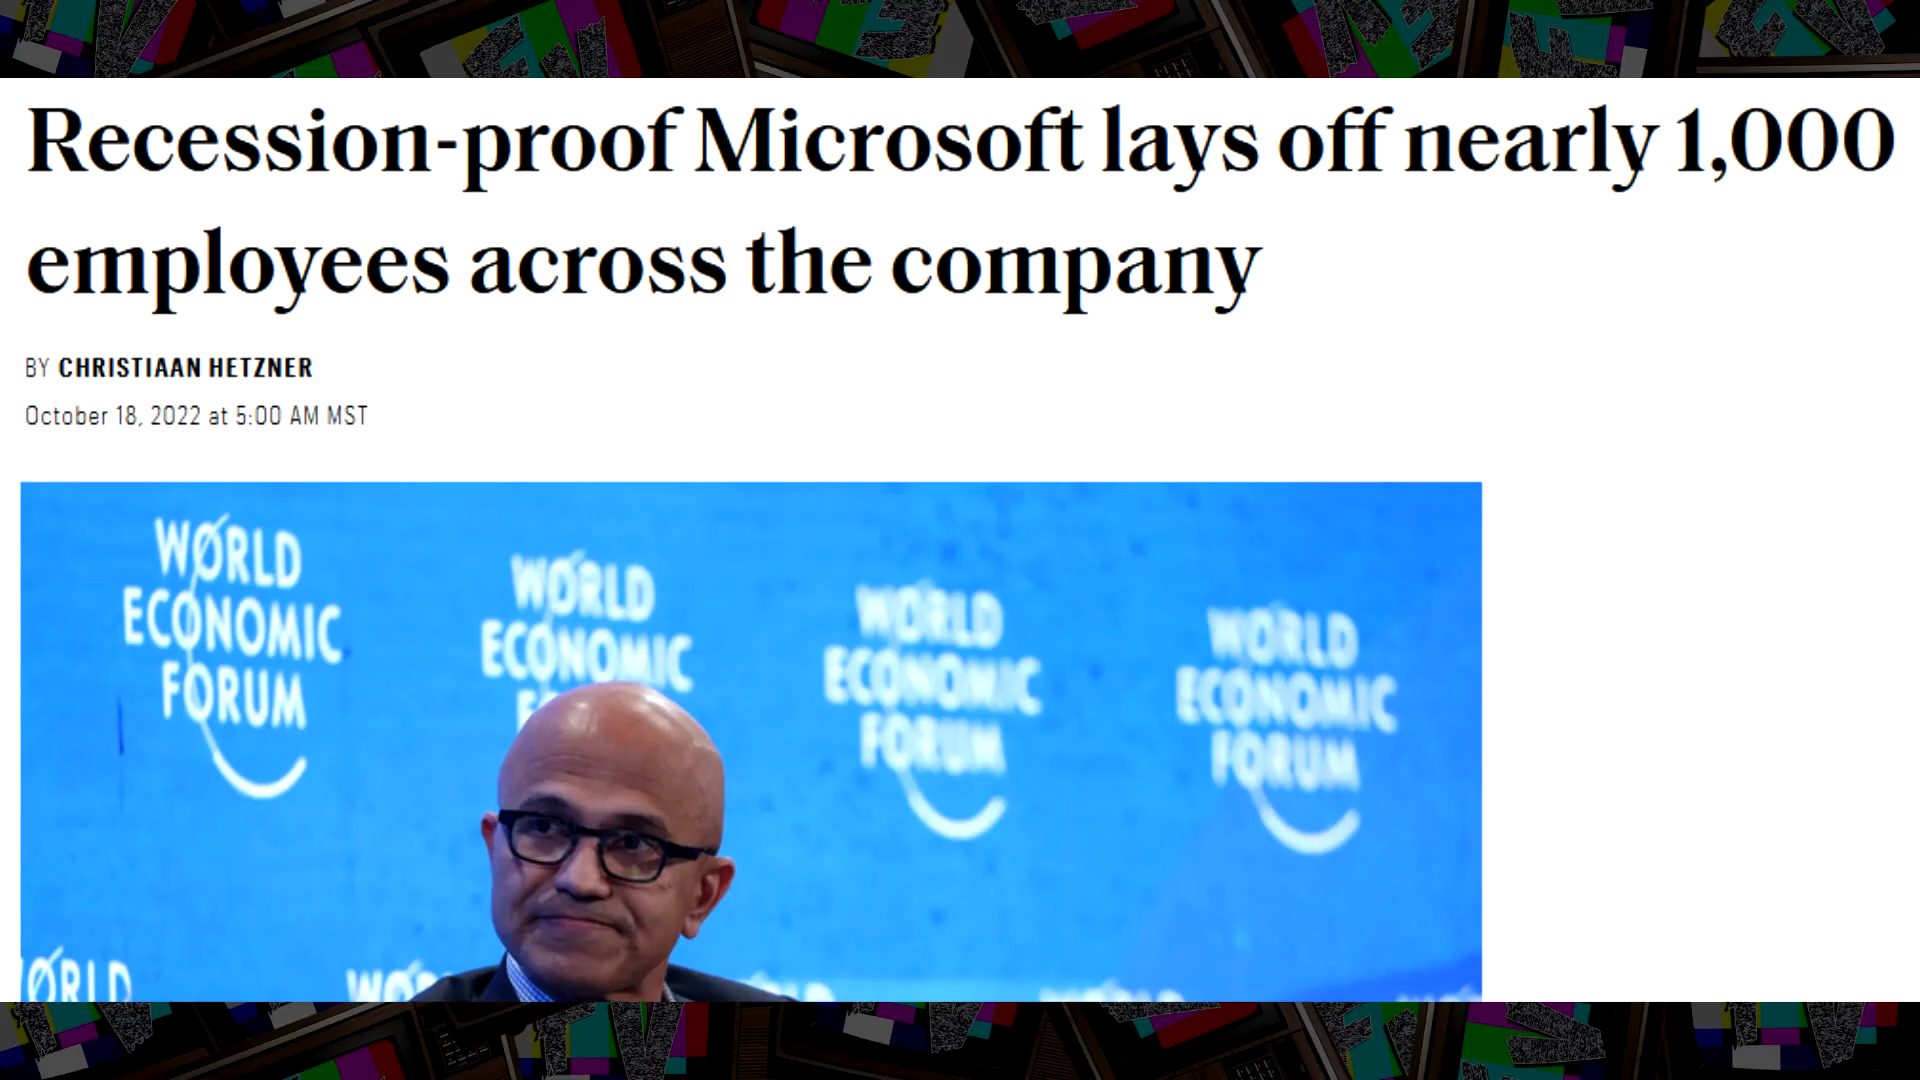 Recession-proof Microsoft lays off nearly 1,000
employees across the company
BY CHRISTIAAN HETZNER
October 18, 2022 at 5:00 AM MST
WORLD
ECONOMIC
FORUM
WORLD
ECONOMIC
WORLD
ECONOMIC
FORUM
WORLD
ECONOMIC
FORUM